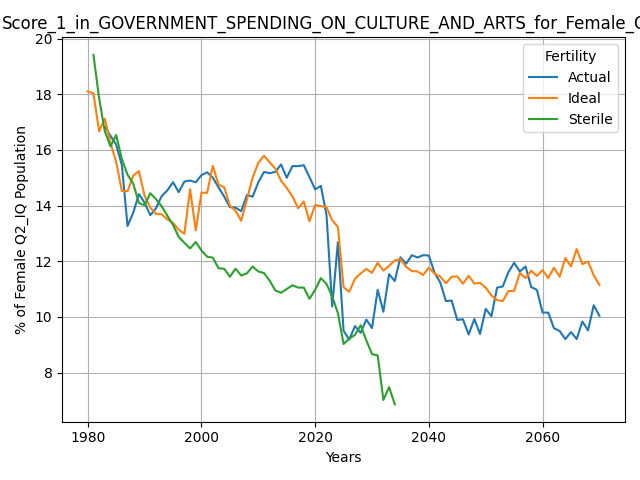 Score_1_in_GOVERNMENT_SPENDING_ON_CULTURE_AND_ARTS_for_Female_
20
18
16
14
12
10
8
% of Female Q2_IQ Population
Fertility
Actual
Ideal
Sterile
1980 2000 2020 2040 2060
Years